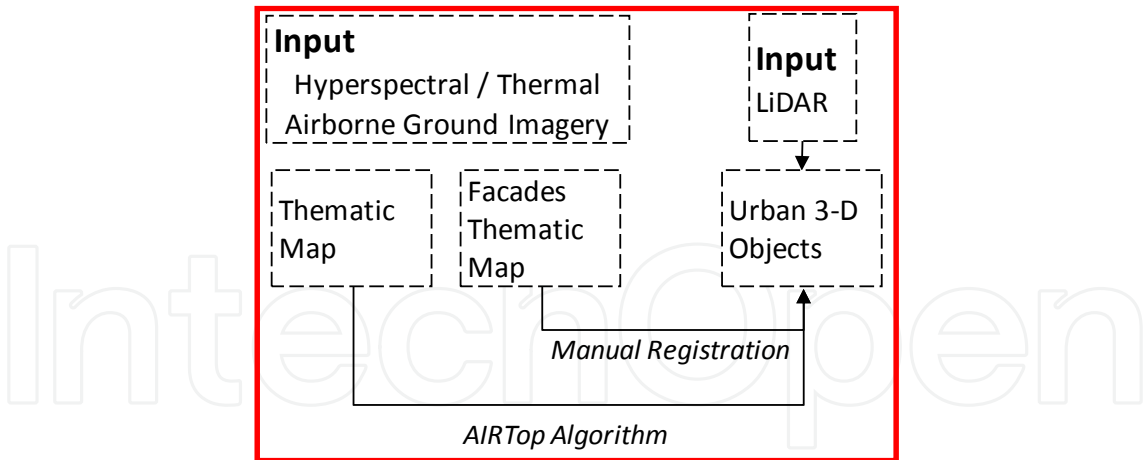 Input
Hyperspectral / Thermal
Airborne Ground Imagery
Input
LiDAR
Thematic
Map
Facades
Thematic
Map
Urban 3-D
Objects
Manual Registration
AIRTop Algorithm
IntechOpen